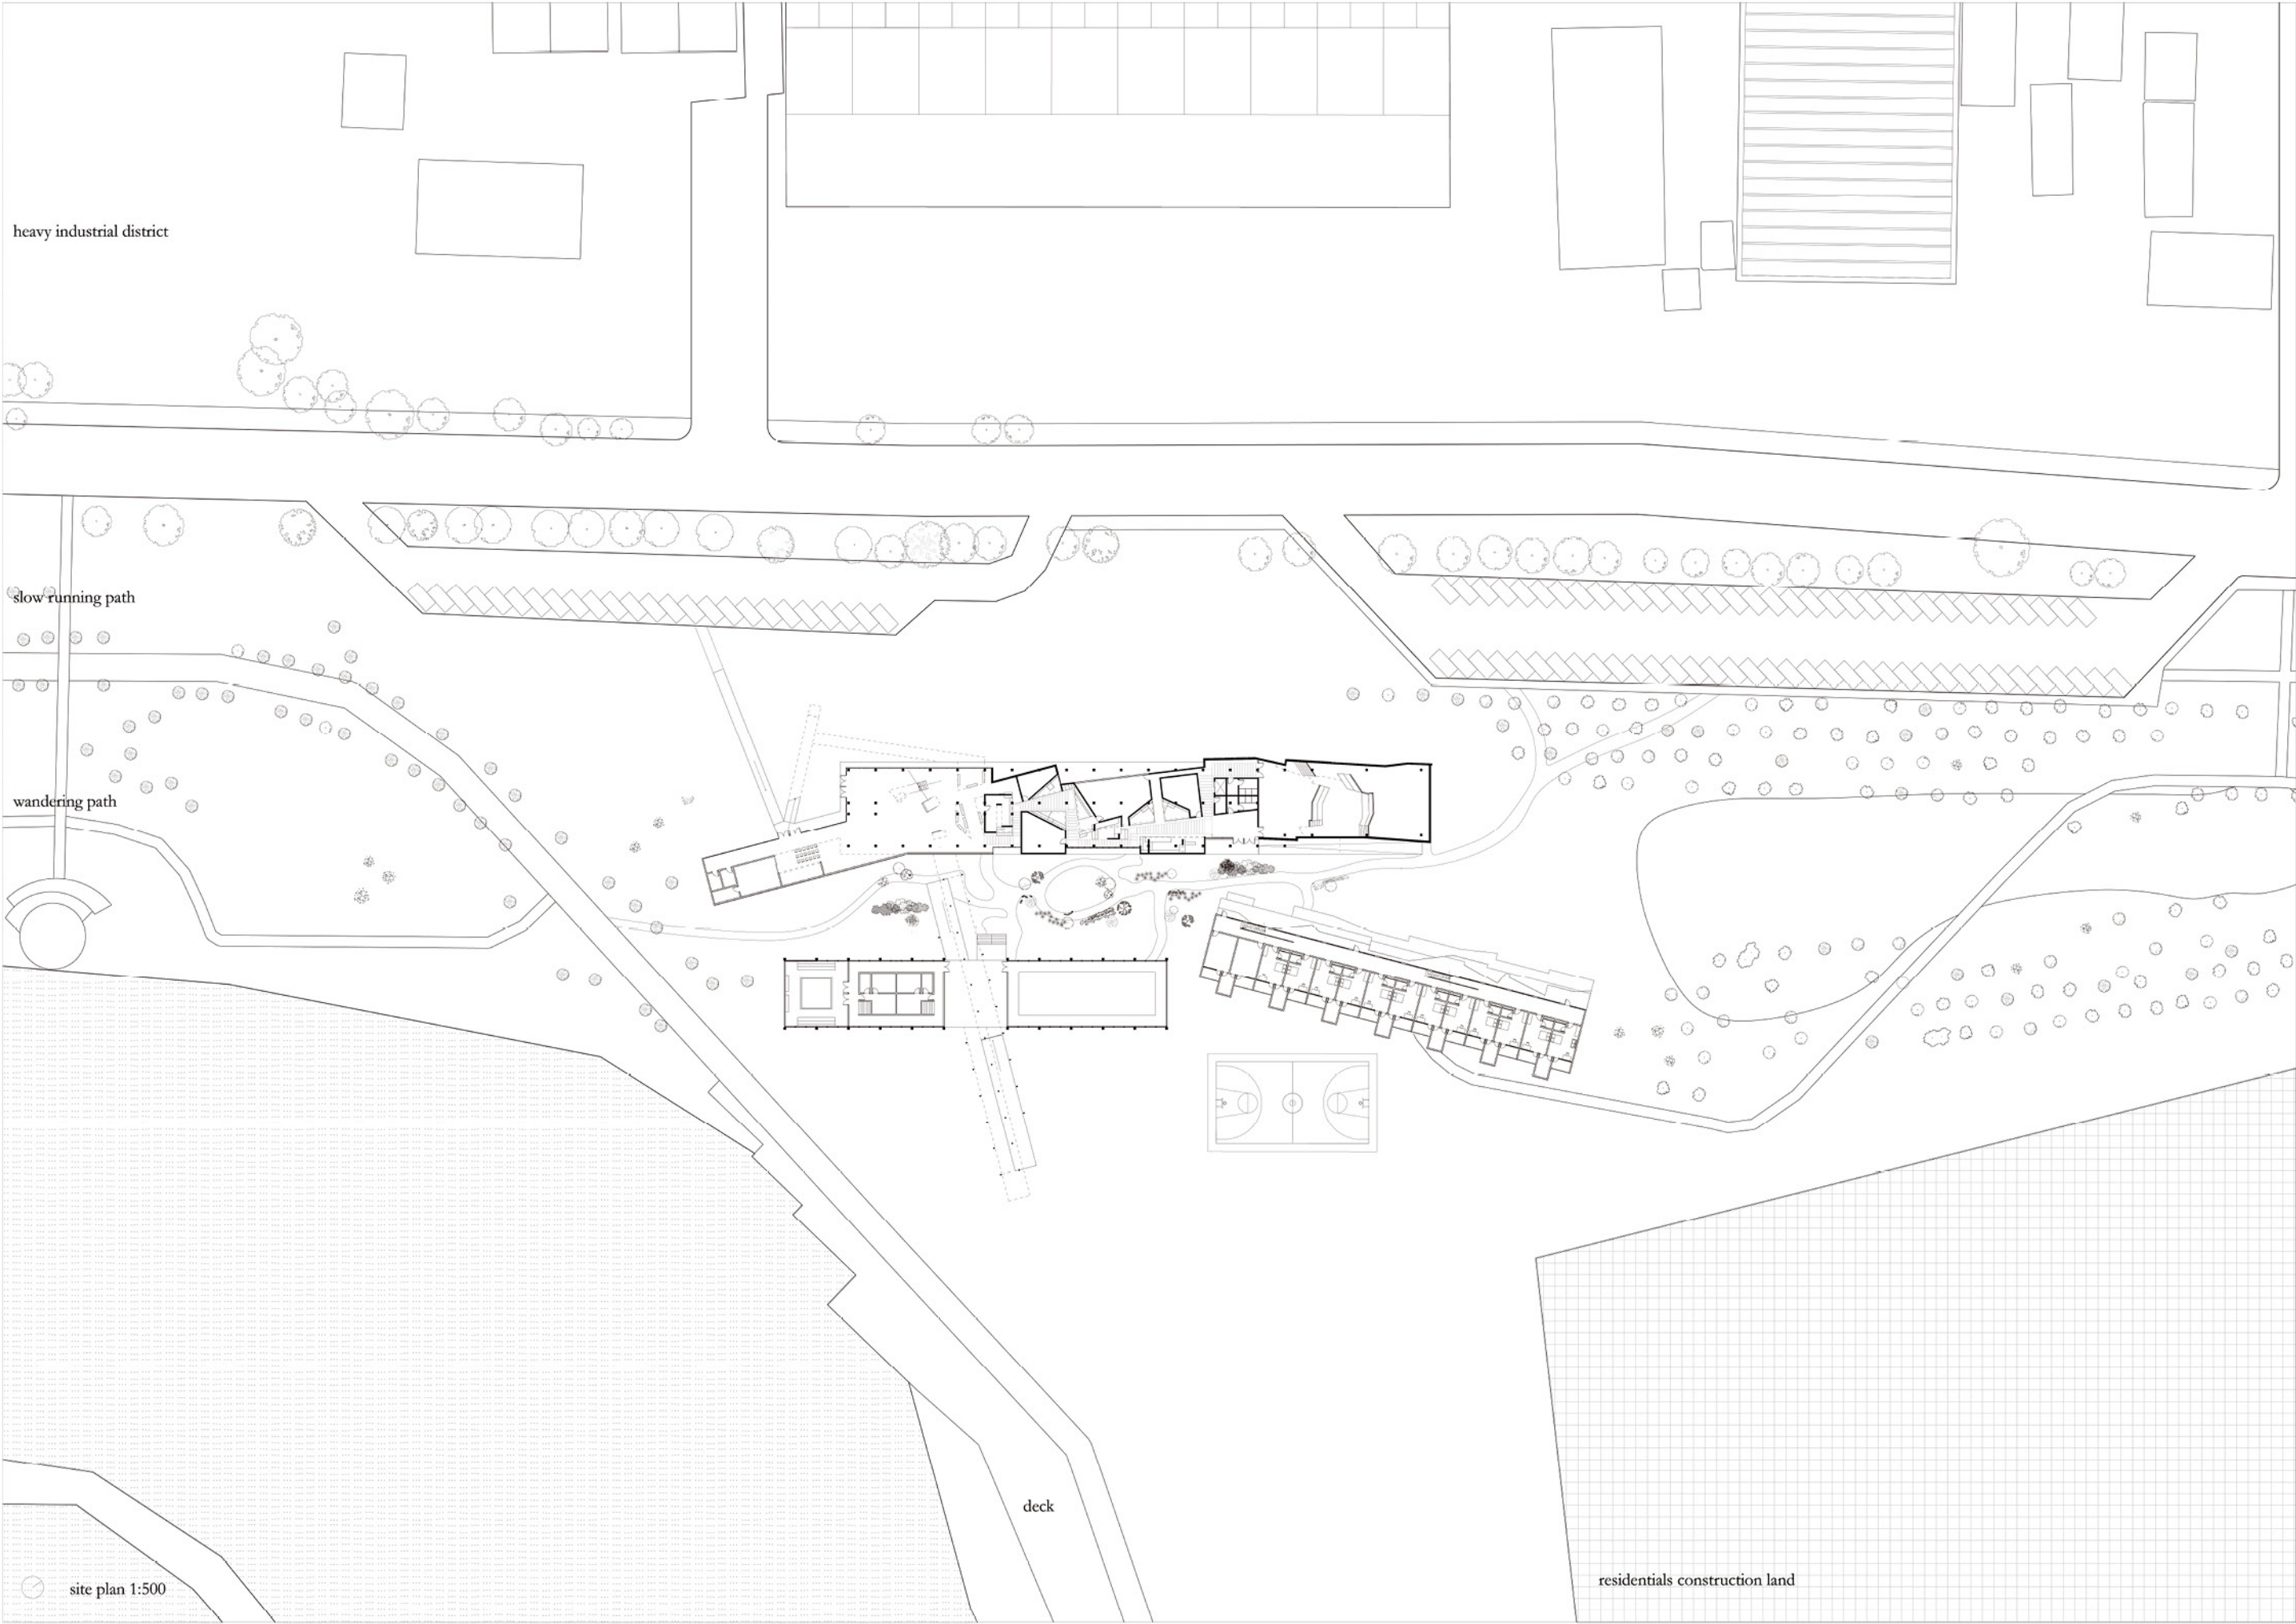 heavy industrial district
slow running path
wandering path
deck
site plan 1:500
residentials construction land